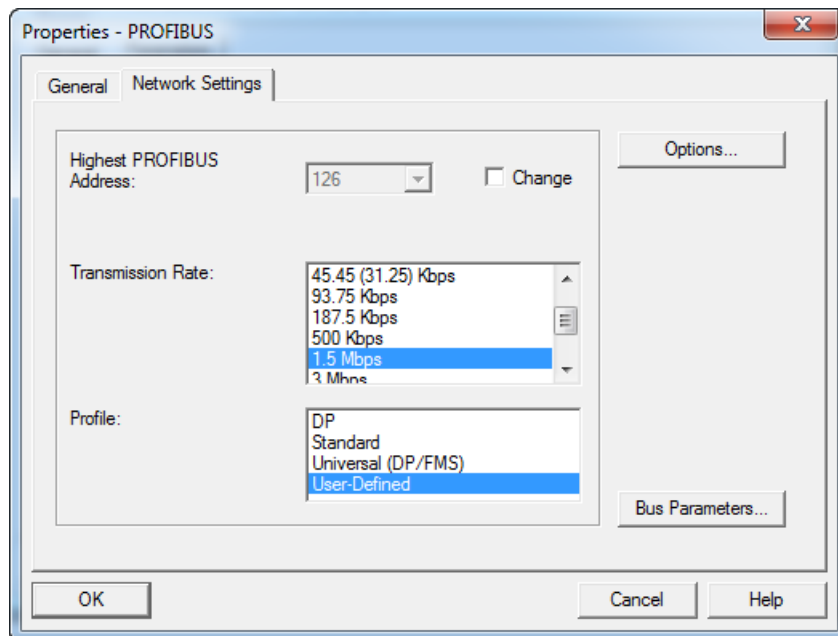 Properties - PROFIBUS
General
Network Settings
Highest PROFIBUS
Address:
126
Change
Options...
Transmission Rate:
45.45 (31.25) Kbps
93.75 Kbps
187.5 Kbps
500 Kbps
1.5 Mbps
3 Mbps
Profile:
DP
Standard
Universal (DP/FMS)
User-Defined
Bus Parameters...
OK
Cancel
Help